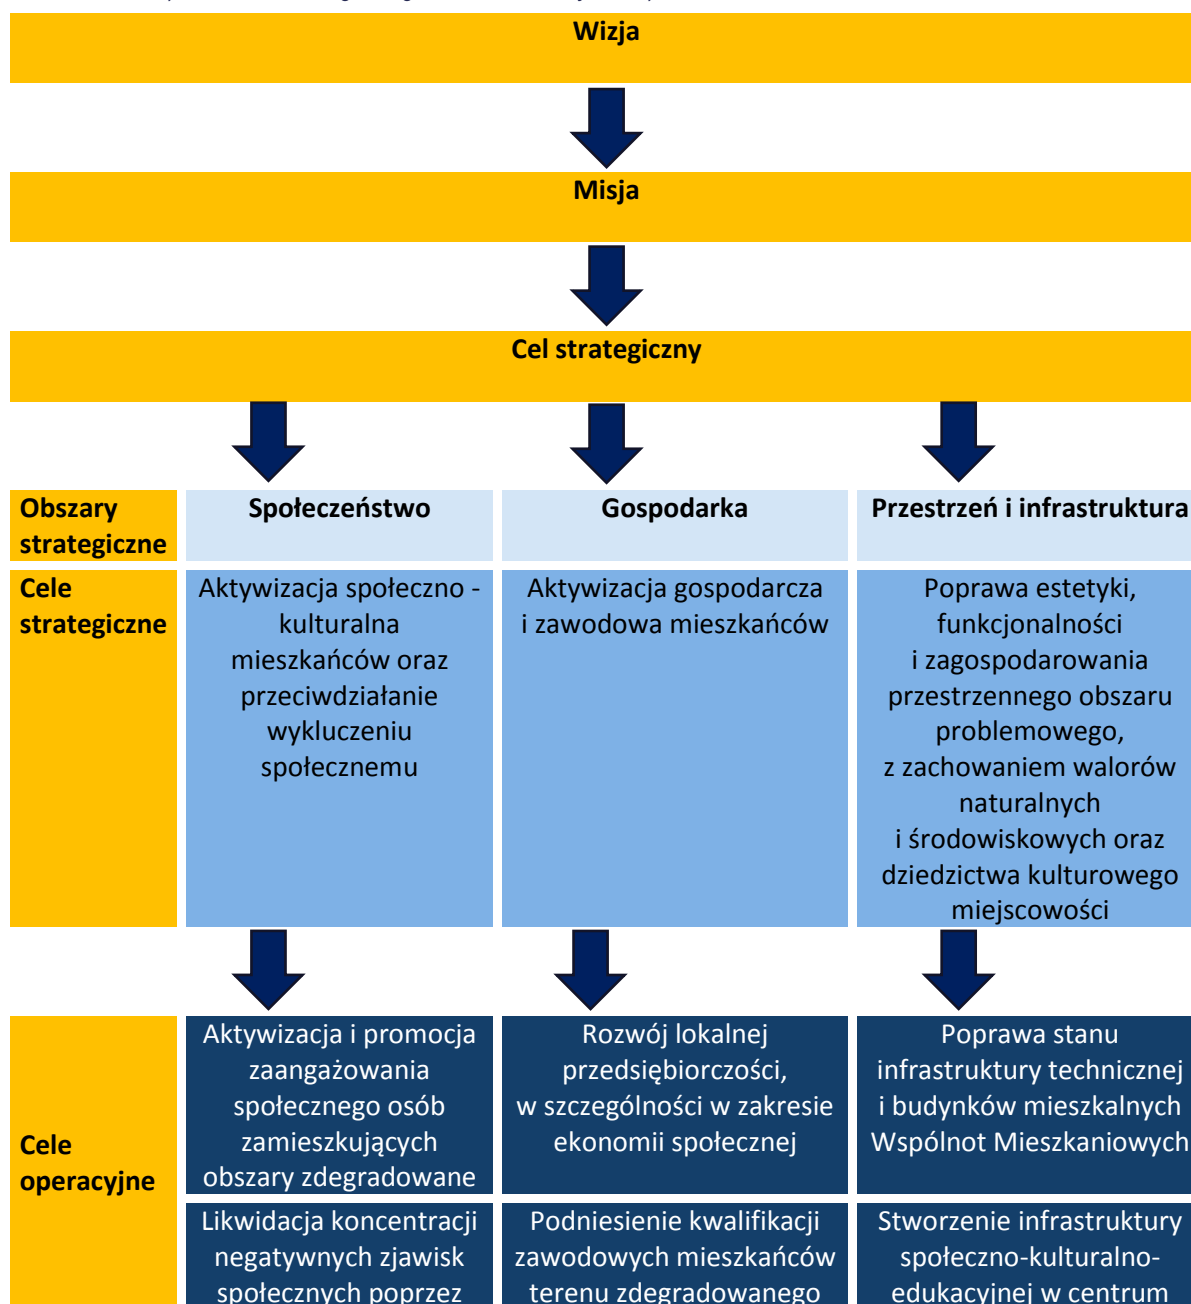 Wizja
Misja
Cel strategiczny
Obszary
strategiczne
Społeczeństwo
Gospodarka
Przestrzeń i infrastruktura
Cele
strategiczne
Aktywizacja społeczno -
kulturalna
mieszkańców oraz
przeciwdziałanie
wykluczeniu
społecznemu
Aktywizacja gospodarcza
i zawodowa mieszkańców
Poprawa estetyki,
funkcjonalności
i zagospodarowania
przestrzennego obszaru
problemowego,
z zachowaniem walorów
naturalnych
i środowiskowych oraz
dziedzictwa kulturowego
miejscowości
Cele
operacyjne
Aktywizacja i promocja
zaangażowania
społecznego osób
zamieszkujących
obszary zdegradowane
Rozwój lokalnej
przedsiębiorczości,
w szczególności w zakresie
ekonomii społecznej
Poprawa stanu
infrastruktury technicznej
i budynków mieszkalnych
Wspólnot Mieszkaniowych
Likwidacja koncentracji
negatywnych zjawisk
społecznych poprzez
Podniesienie kwalifikacji
zawodowych mieszkańców
terenu zdegradowanego
Stworzenie infrastruktury
społeczno-kulturalno-
edukacyjnej w centrum